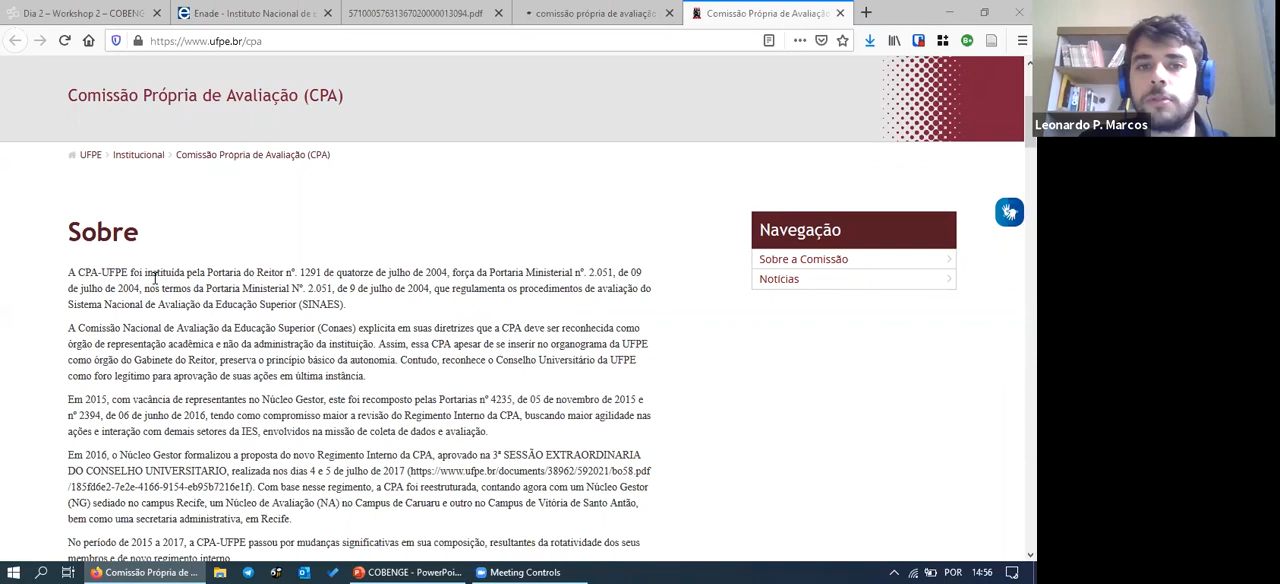 Dia 2 – Workshop 2 – COBENG
Enade - Instituto Nacional de e
57100057631367020000013094.pdf
comissão própria de avaliação
Comissão Própria de Avaliação
https://www.ufpe.br/cpa
Comissão Própria de Avaliação (CPA)
UFPE > Institucional > Comissão Própria de Avaliação (CPA)
Sobre
A CPA-UFPE foi instituída pela Portaria do Reitor nº. 1291 de quatorze de julho de 2004, força da Portaria Ministerial n°. 2.051, de 09
de julho de 2004, nos termos da Portaria Ministerial Nº. 2.051, de 9 de julho de 2004, que regulamenta os procedimentos de avaliação do
Sistema Nacional de Avaliação da Educação Superior (SINAES).
A Comissão Nacional de Avaliação da Educação Superior (Conaes) explicita em suas diretrizes que a CPA deve ser reconhecida como
órgão de representação acadêmica e não da administração da instituição. Assim, essa CPA apesar de se inserir no organograma da UFPE
como órgão do Gabinete do Reitor, preserva o princípio básico da autonomia. Contudo, reconhece o Conselho Universitário da UFPE
como foro legítimo para aprovação de suas ações em última instância.
Em 2015, com vacância de representantes no Núcleo Gestor, este foi recomposto pelas Portarias nº 4235, de 05 de novembro de 2015 e
nº 2394, de 06 de junho de 2016, tendo como compromisso maior a revisão do Regimento Interno da CPA, buscando maior agilidade nas
ações e interação com demais setores da IES, envolvidos na missão de coleta de dados e avaliação.
Em 2016, o Núcleo Gestor formalizou a proposta do novo Regimento Interno da CPA, aprovado na 3ª SESSÃO EXTRAORDINARIA
DO CONSELHO UNIVERSITARIO, realizada nos dias 4 e 5 de julho de 2017 (https://www.ufpe.br/documents/38962/592021/bo58.pdf
/185fd6e2-7e2e-4166-9154-eb95b7216e1f). Com base nesse regimento, a CPA foi reestruturada, contando agora com um Núcleo Gestor
(NG) sediado no campus Recife, um Núcleo de Avaliação (NA) no Campus de Caruaru e outro no Campus de Vitória de Santo Antão,
bem como uma secretaria administrativa, em Recife.
No período de 2015 a 2017, a CPA-UFPE passou por mudanças significativas em sua composição, resultantes da rotatividade dos seus
membros e de novo regimento interno
Navegação
Sobre a Comissão
Notícias
Leonardo P. Marcos
Comissão Própria de ...
COBENGE - PowerPoi...
Meeting Controls
POR
14:56